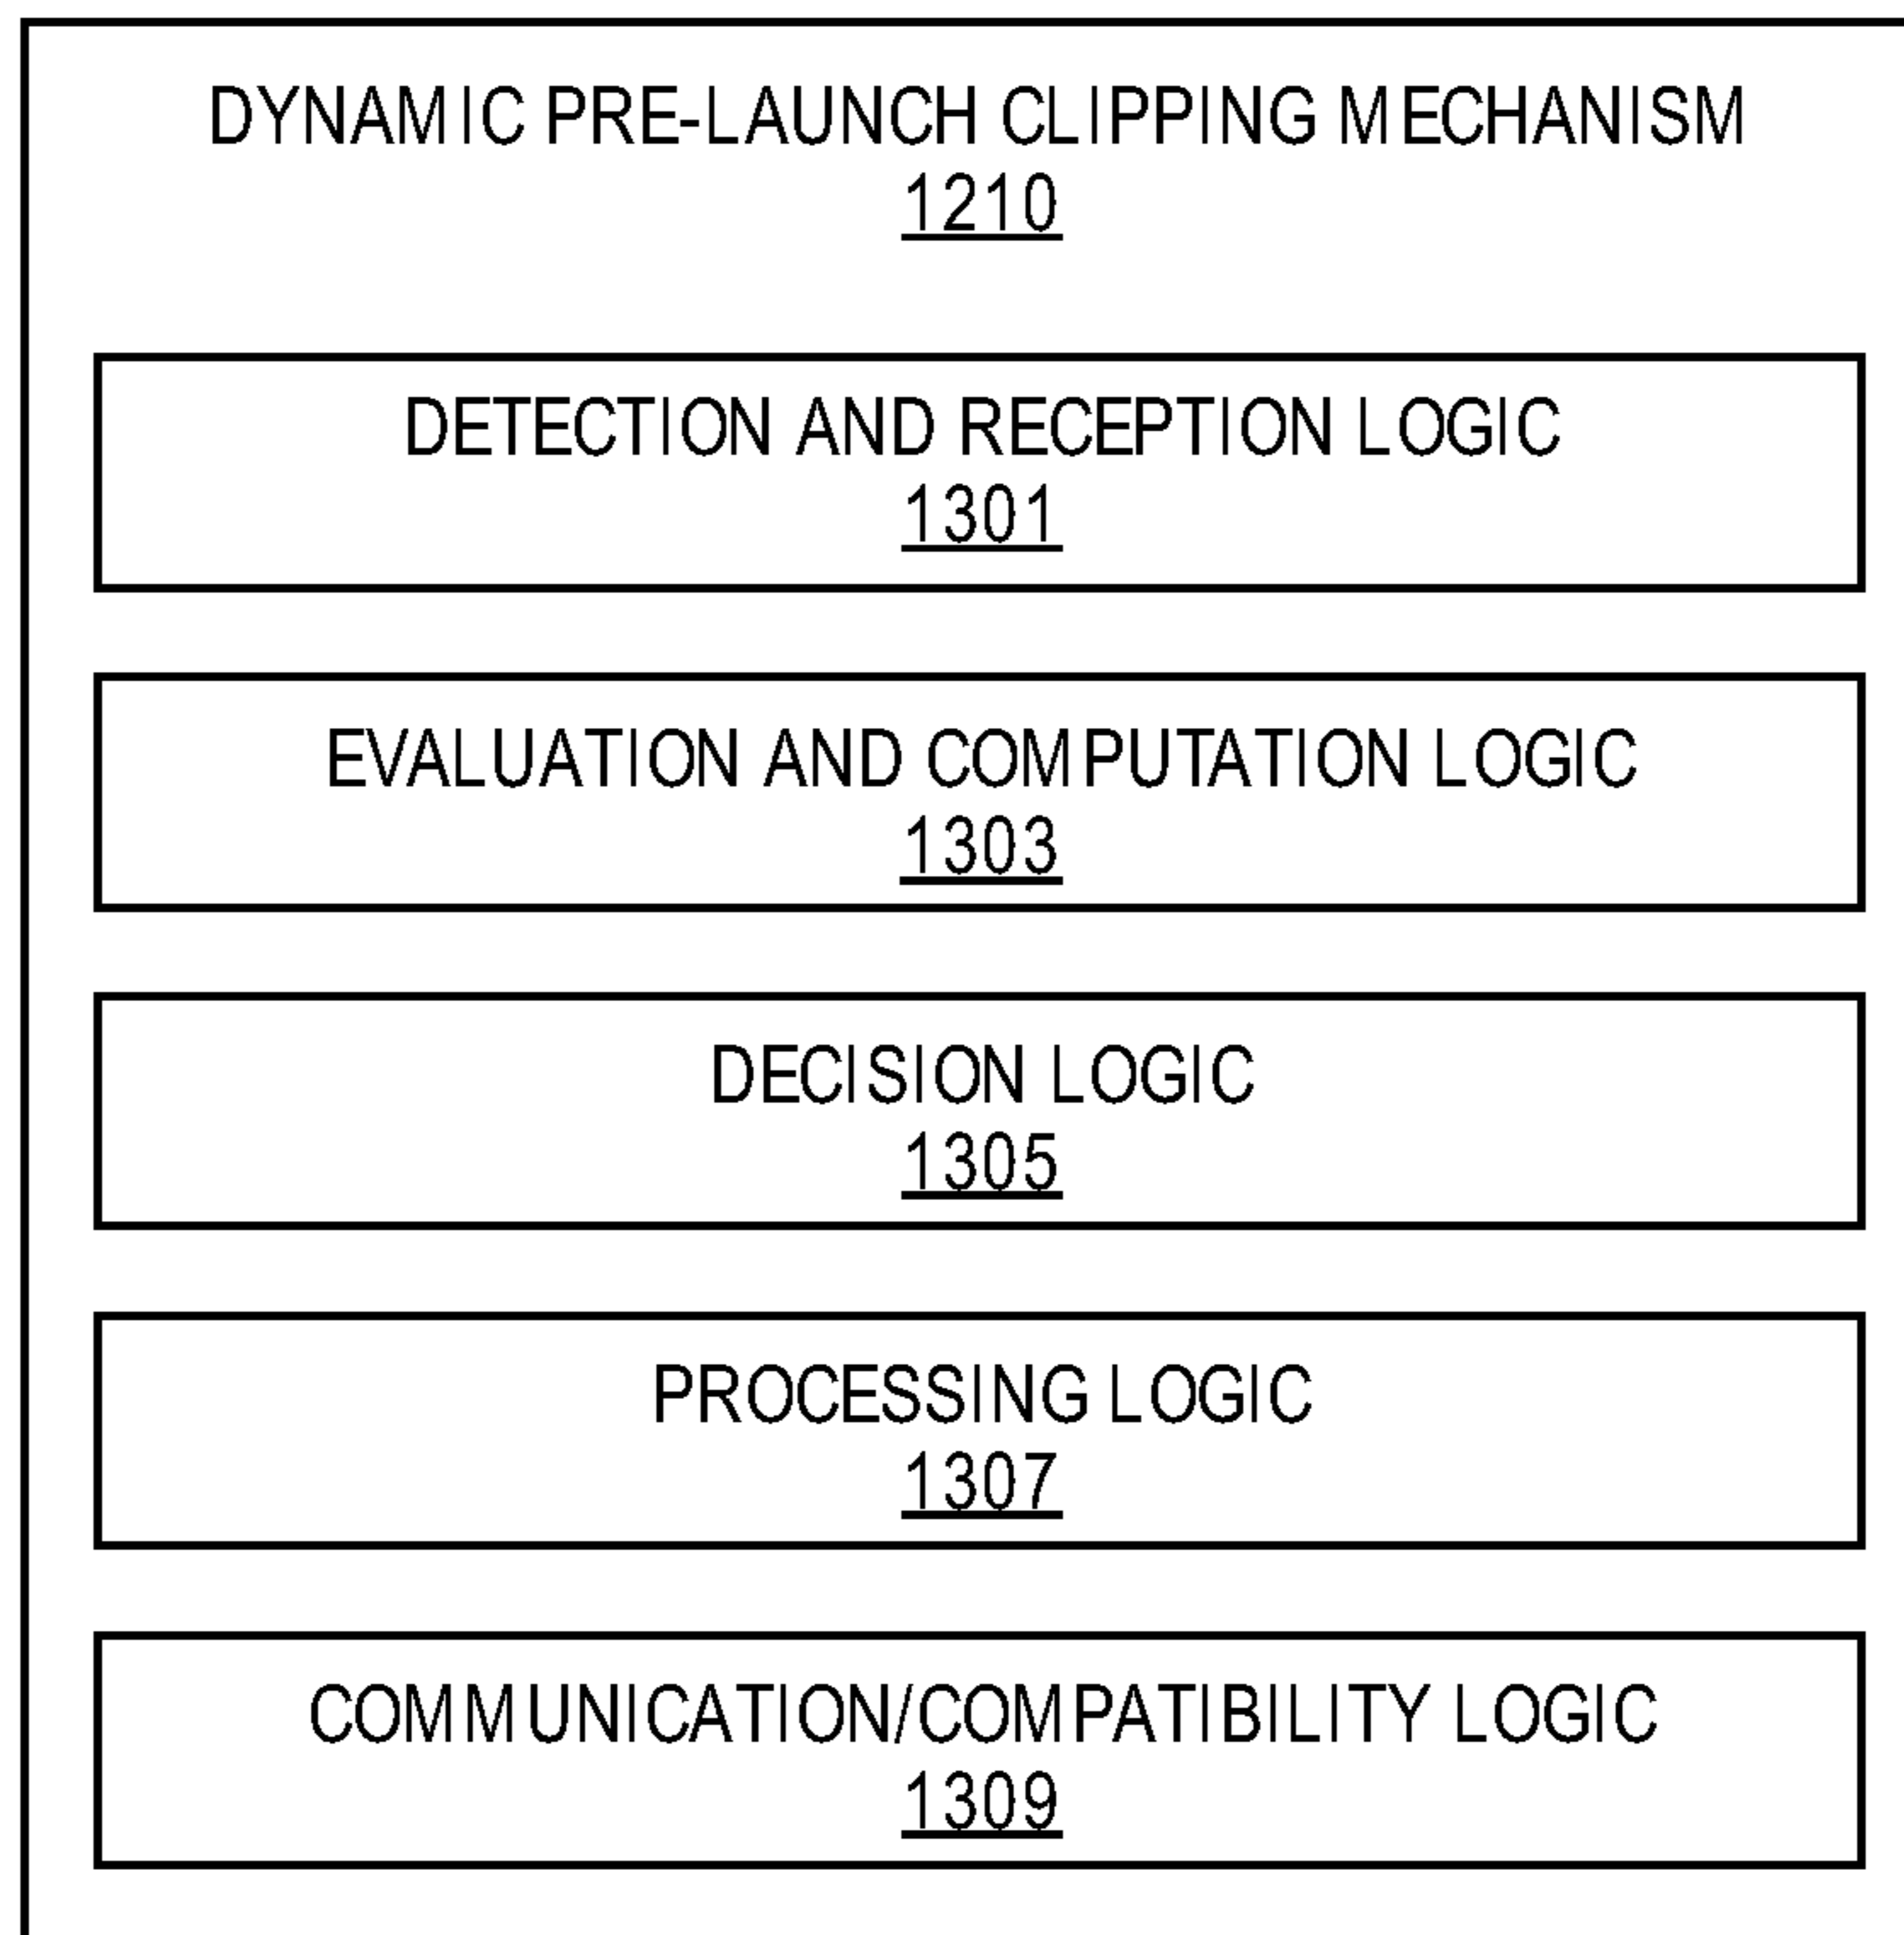 DYNAMIC PRE-LAUNCH CLIPPING MECHANISM
1210
DETECTION AND RECEPTION LOGIC
1301
EVALUATION AND COMPUTATION LOGIC
1303
DECISION LOGIC
1305
PROCESSING LOGIC
1307
COMMUNICATION/COMPATIBILITY LOGIC
1309